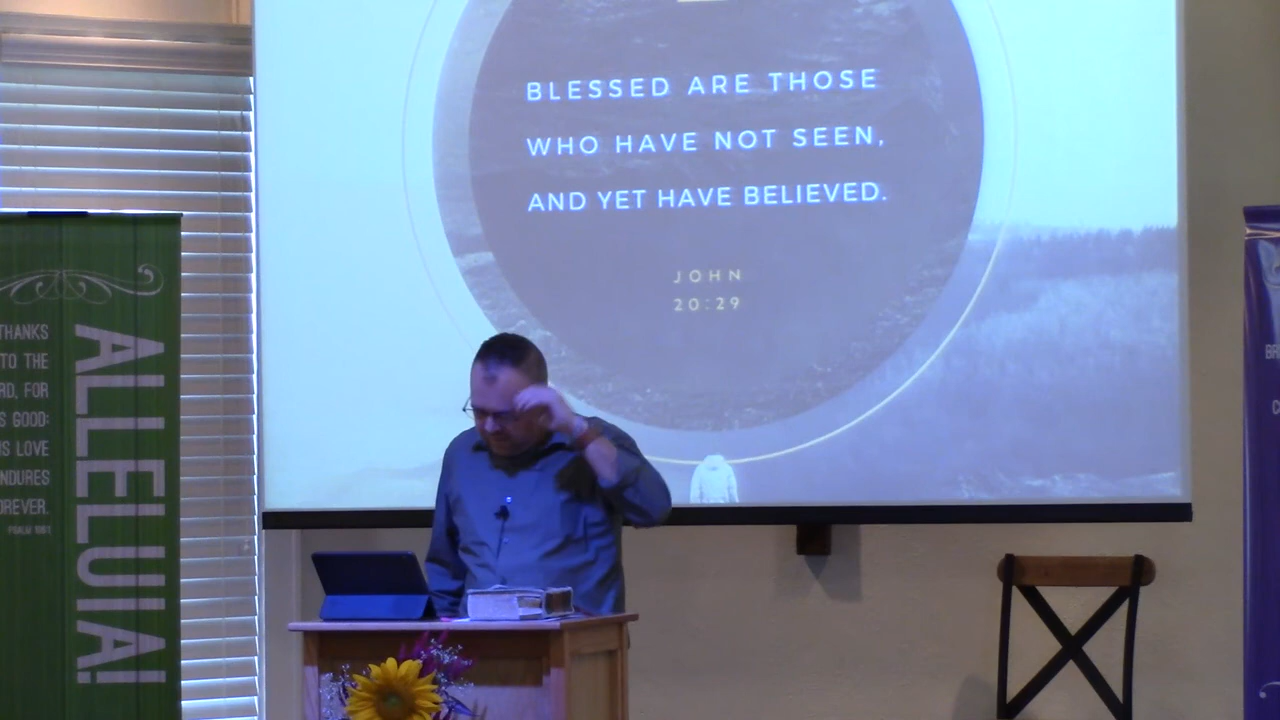 BLESSED ARE THOSE
WHO HAVE NOT SEEN,
AND YET HAVE BELIEVED.
JOHN
20:29
THANKS
TO THE
RD, FOR
S GOOD:
IS LOVE
NDURES
OREVER.
ALLELUIA!